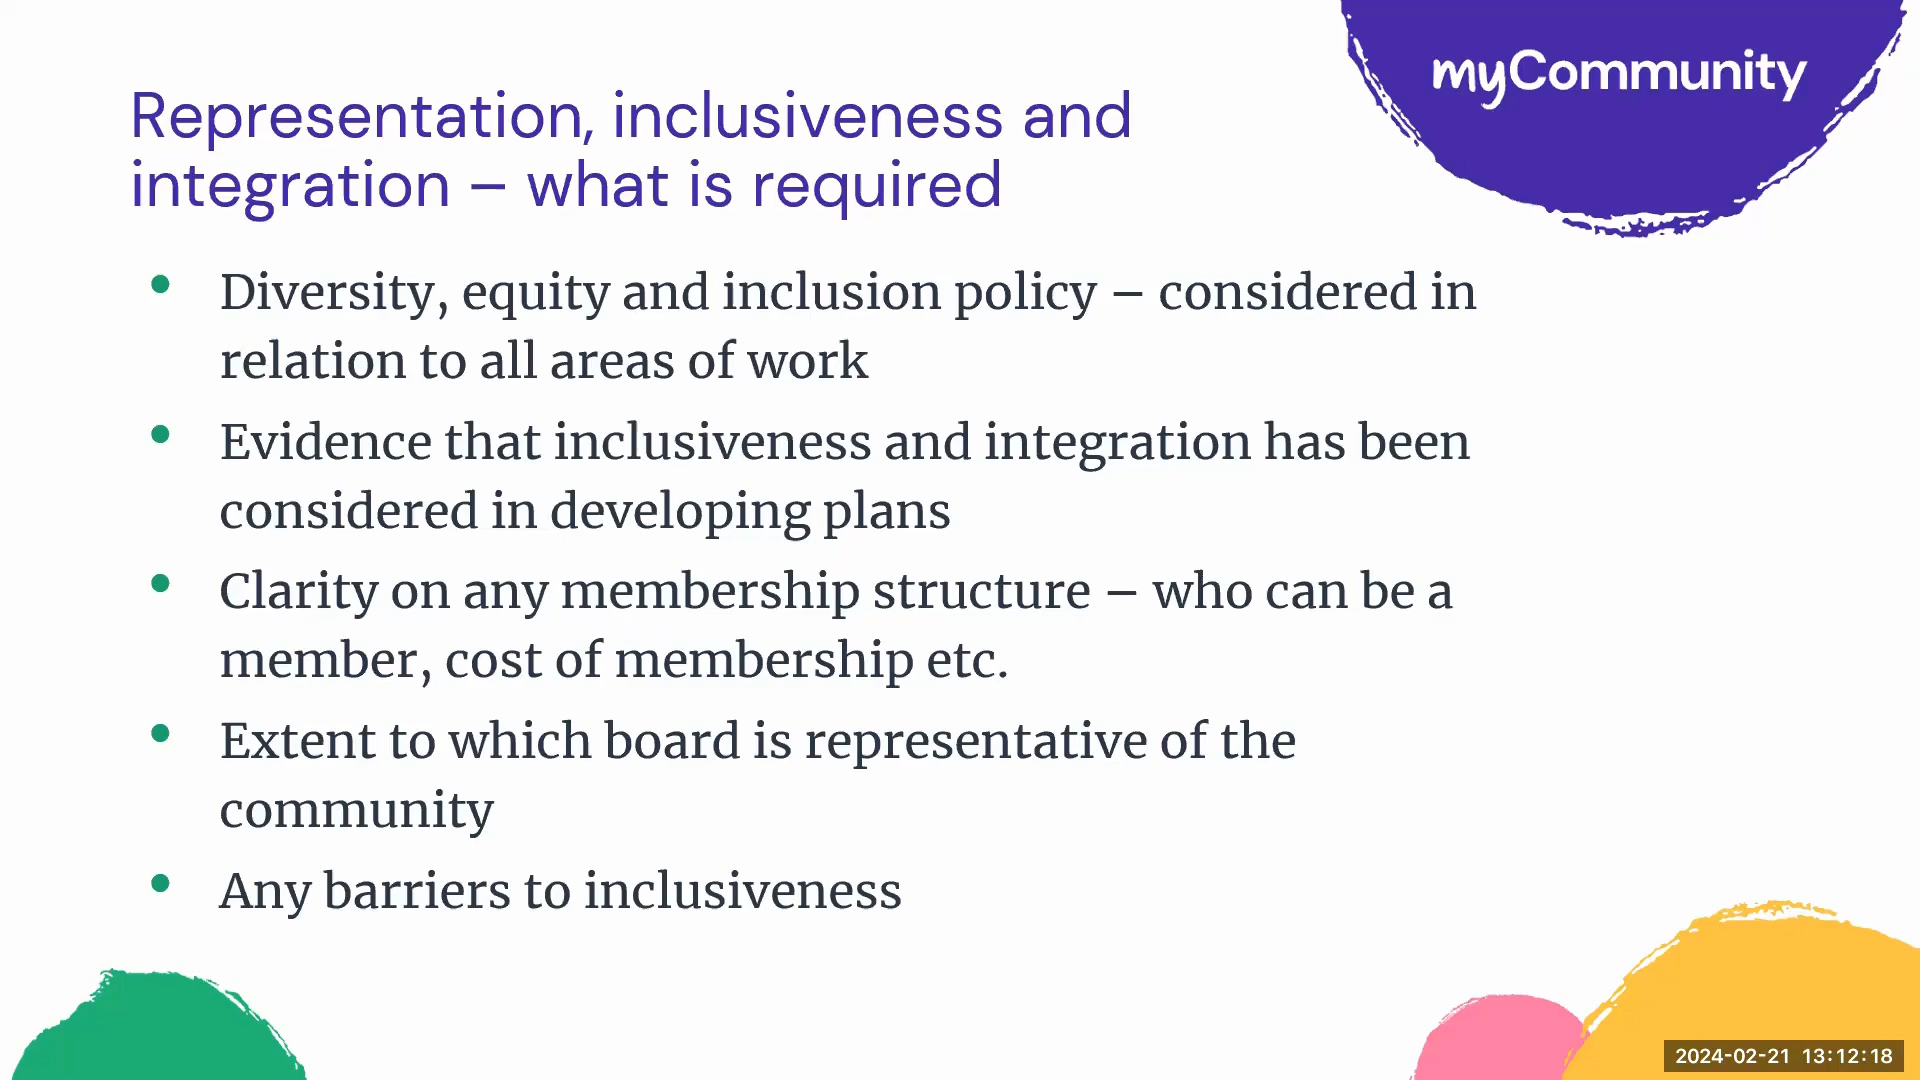 myCommunity
Representation, inclusiveness and
integration – what is required
• Diversity, equity and inclusion policy – considered in
relation to all areas of work
• Evidence that inclusiveness and integration has been
considered in developing plans
• Clarity on any membership structure – who can be a
member, cost of membership etc.
• Extent to which board is representative of the
community
• Any barriers to inclusiveness
2024-02-21 13:12:18